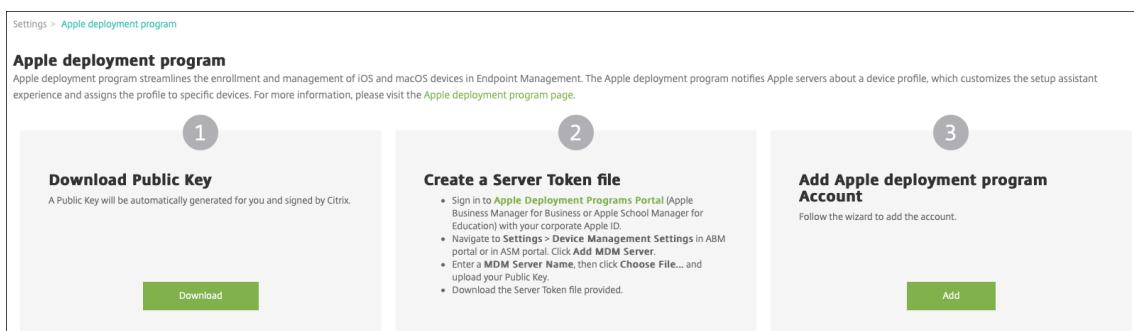 Settings > Apple deployment program
Apple deployment program
Apple deployment program streamlines the enrollment and management of iOS and macOS devices in Endpoint Management. The Apple deployment program notifies Apple servers about a device profile, which customizes the setup assistant
experience and assigns the profile to specific devices. For more information, please visit the Apple deployment program page.
1
Download Public Key
A Public Key will be automatically generated for you and signed by Citrix.
Download
2
Create a Server Token file
• Sign in to Apple Deployment Programs Portal (Apple
Business Manager for Business or Apple School Manager for
Education) with your corporate Apple ID.
• Navigate to Settings > Device Management Settings in ABM
portal or in ASM portal. Click Add MDM Server.
• Enter a MDM Server Name, then click Choose File... and
upload your Public Key.
• Download the Server Token file provided.
3
Add Apple deployment program
Account
Follow the wizard to add the account.
Add